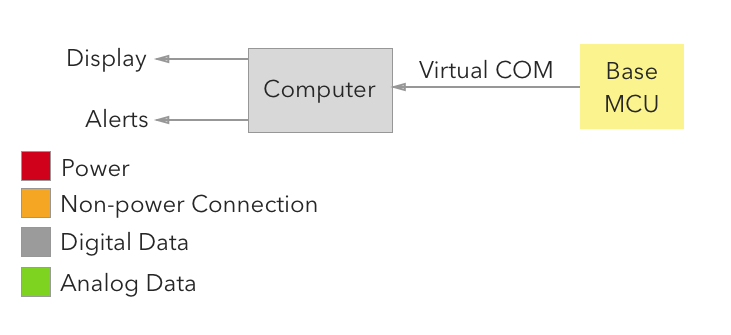 Display
Alerts
Computer
Virtual COM
Base
MCU
Power
Non-power Connection
Digital Data
Analog Data